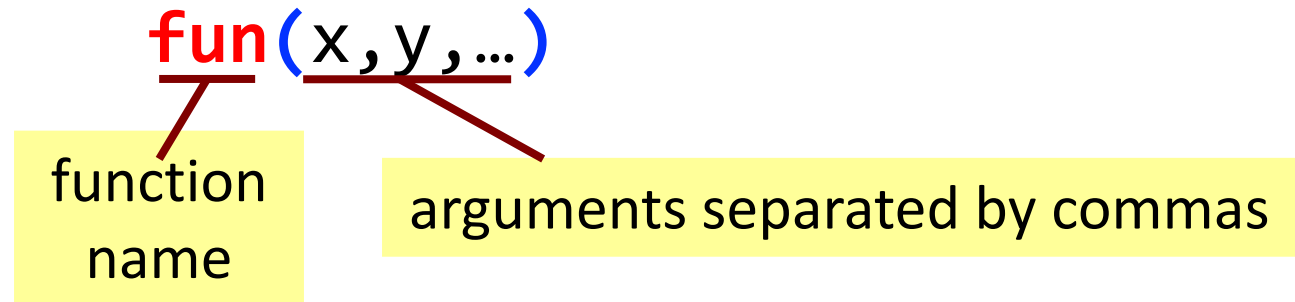 fun(x,y,…)
function
name
arguments separated by commas